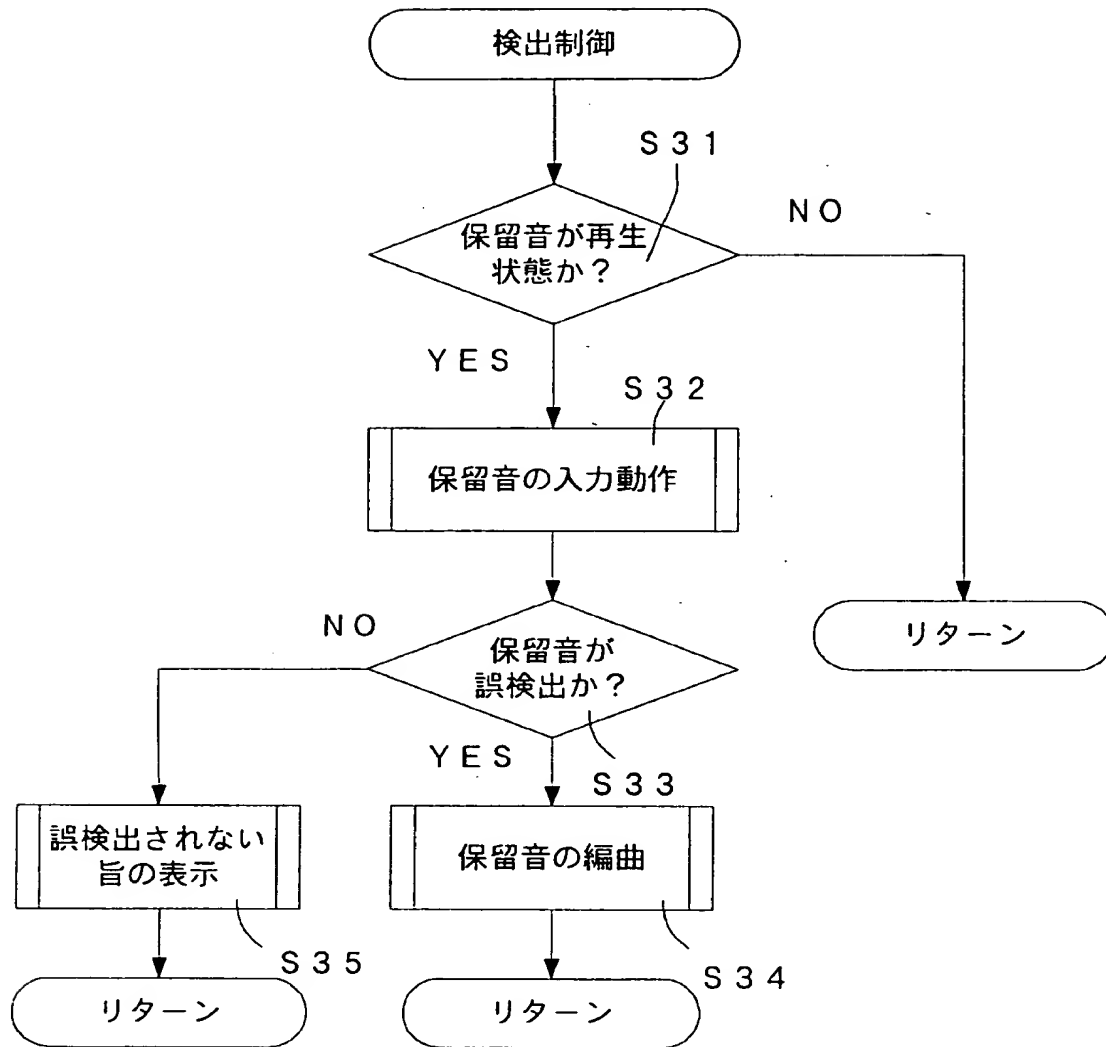 検出制御
Ｓ３１
ＮＯ
保留音が再生
状態か？
ＹＥＳ
Ｓ３２
保留音の入力動作
ＮＯ
リターン
保留音が
誤検出か？
ＹＥＳ
Ｓ３３
誤検出されない
旨の表示
保留音の編曲
Ｓ３５
Ｓ３４
リターン
リターン